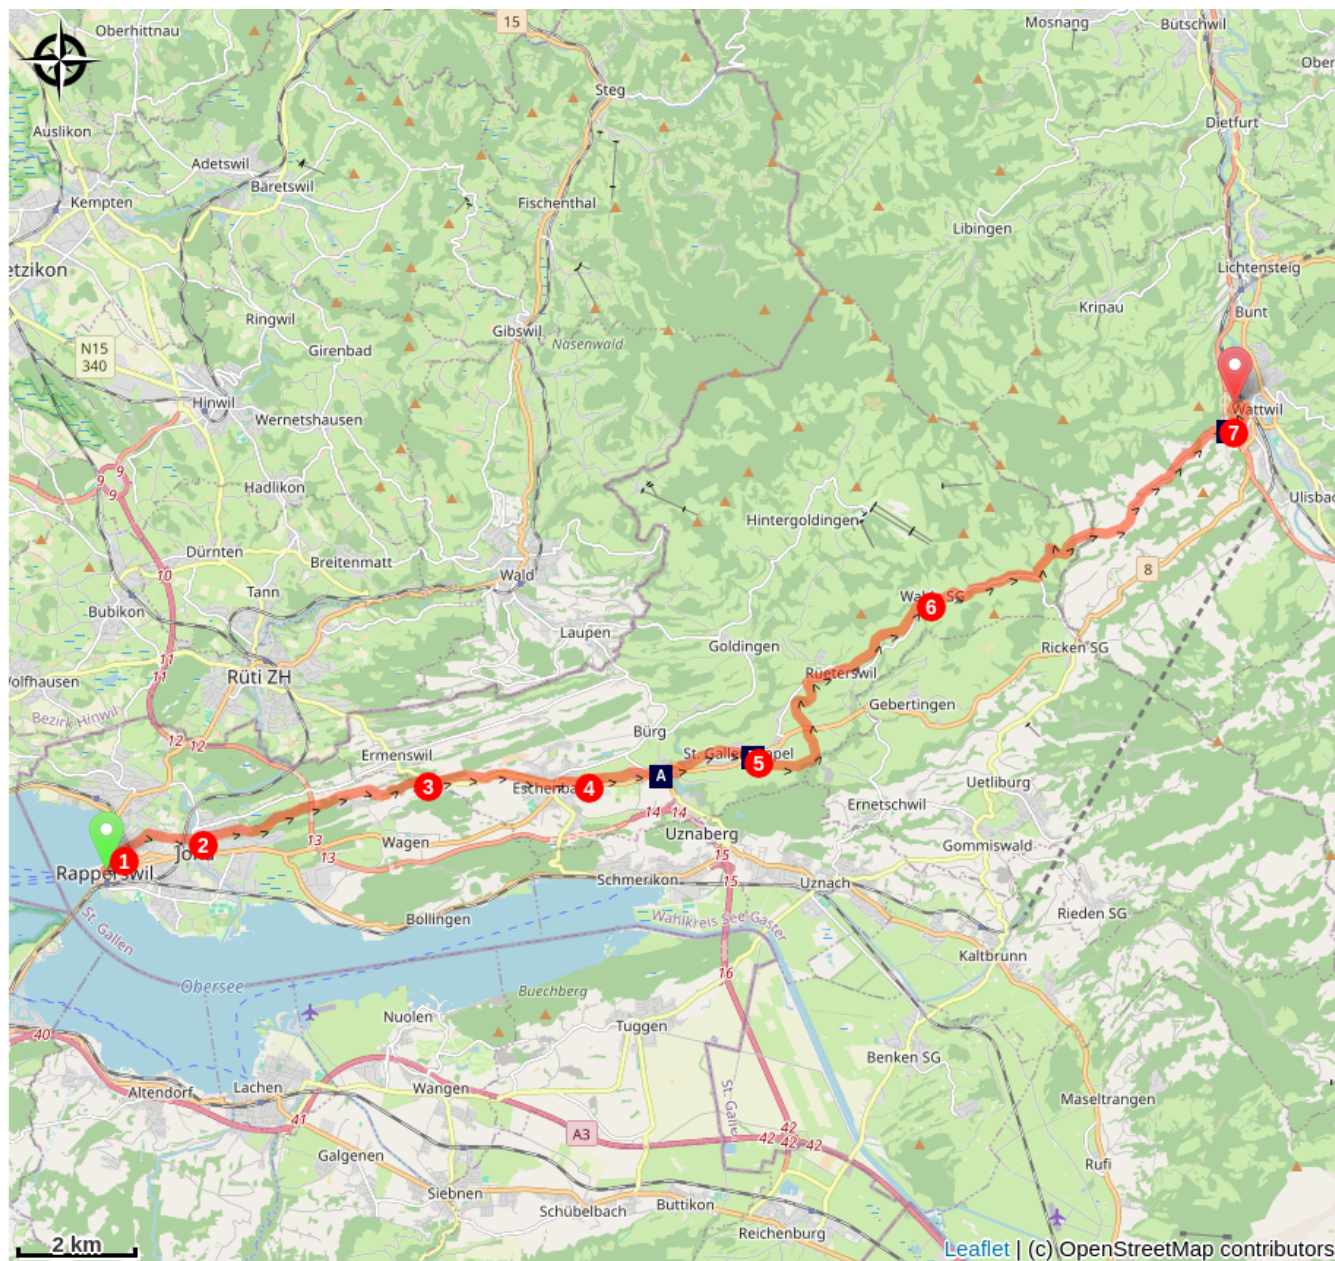 Oberhittnau
15
Mosnang
Bütschwil
Steg
Auslikon
Dietfurt
Adetswil
Bäretswil
Kempten
Fischenthal
Libingen
etzikon
Lichtensteig
Krinau
Bunt
Ringwil
Gibswil
Nasenwald
N15
340
Girenbad
Hinwil
Wernetshausen
Wattwil
7
9
9
9
Hadlikon
Hintergoldingen
Dürnten
Breitenmatt
10
Wald
8
Tann
Bubikon
6
Laupen
Goldingen
Ricken SG
11
11
Rüti ZH
Rüeterswil
Bezirk Hinwil
Gebertingen
12
12
Bürg
Ermenswil
5
A
Uetliburg
3
4
Ernetschwil
14
14
Uznaberg
13
13
Wagen
2
1
Gommiswald
Rapperswil
15
15
Schmerikon
Uznach
Bollingen
Wahlkreis See-Gaster
Rieden SG
St. Gallen
Kaltbrunn
16
Obersee
Buechberg
Nuolen
Tuggen
40
Benken SG
Altendorf
Lachen
Wangen
Maseltrangen
41
A3
42
42
42
42
Galgenen
Rufi
Siebnen
Schübelbach
Buttikon
Reichenburg
2 km
Leaflet | (c) OpenStreetMap contributors